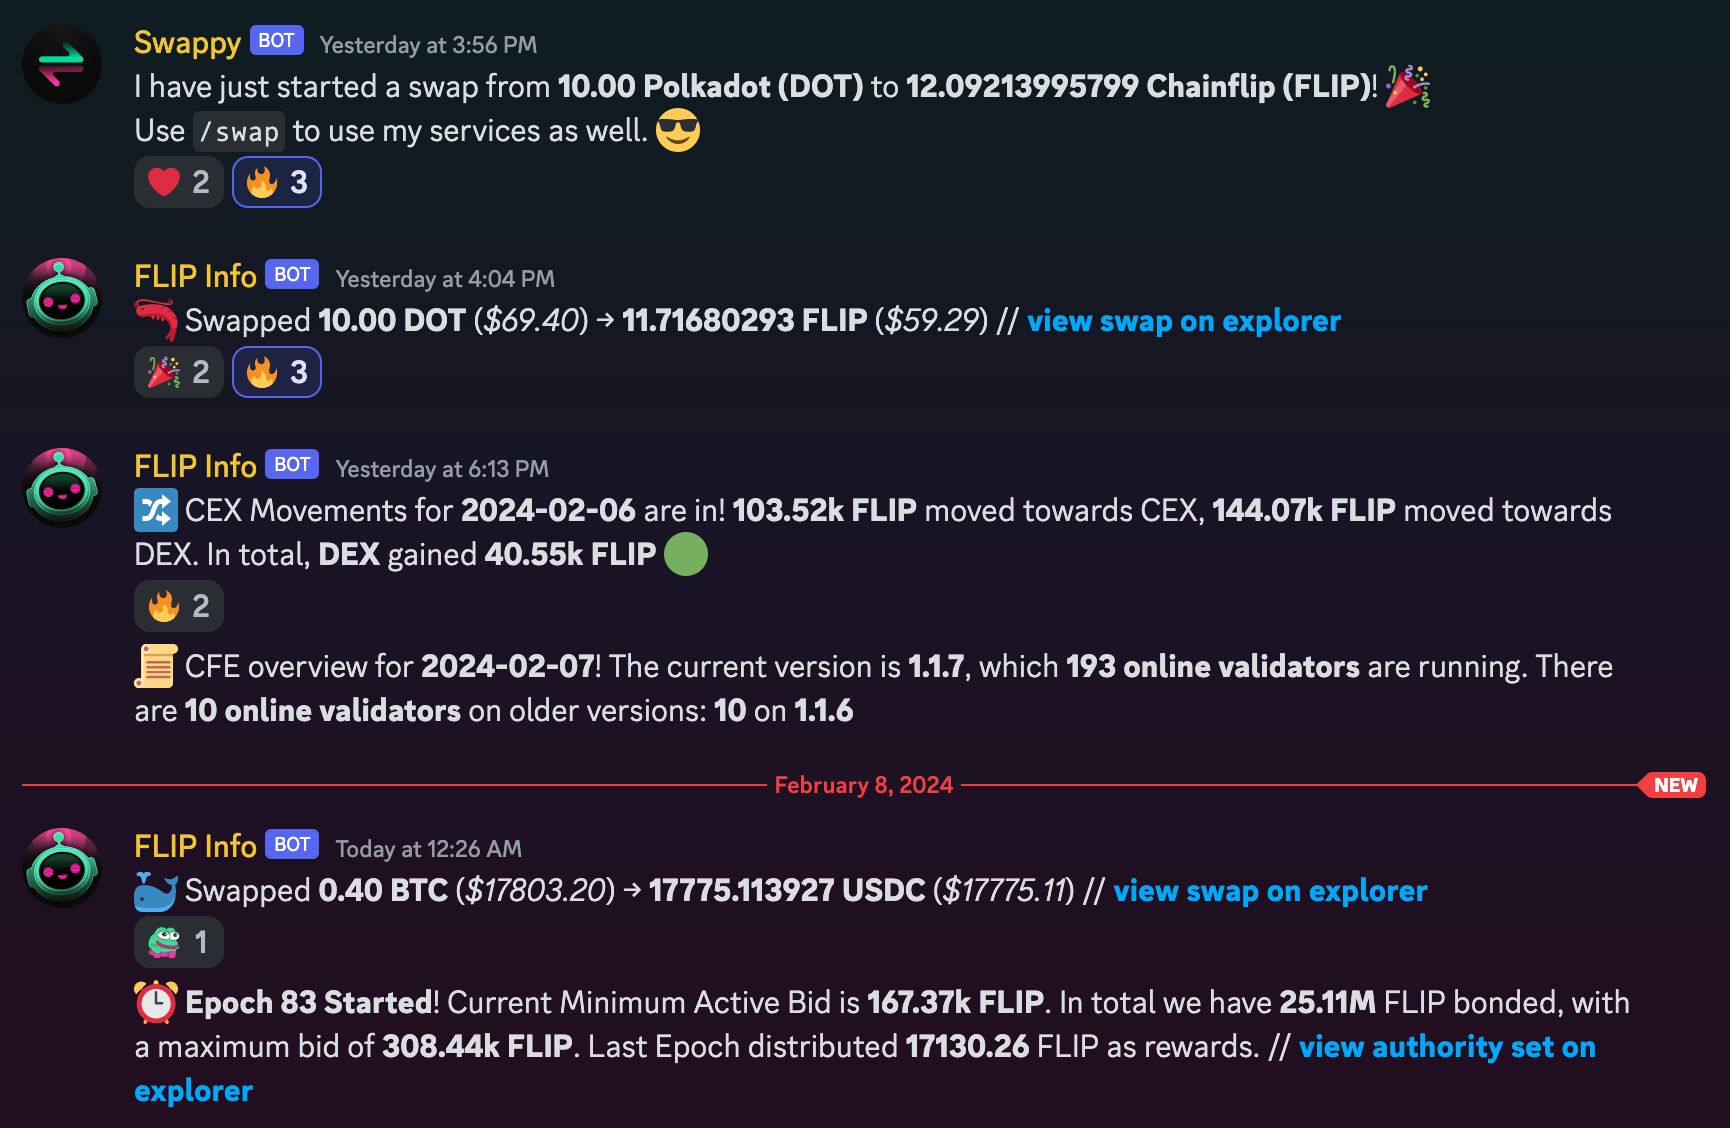 Swappy BOT Yesterday at 3:56 PM
I have just started a swap from 10.00 Polkadot (DOT) to 12.09213995799 Chainflip (FLIP)! 🎉
Use /swap to use my services as well. 😎
❤️ 2 🔥 3
FLIP Info BOT Yesterday at 4:04 PM
🦐 Swapped 10.00 DOT ($69.40) → 11.71680293 FLIP ($59.29) // view swap on explorer
🎉 2 🔥 3
FLIP Info BOT Yesterday at 6:13 PM
🔀 CEX Movements for 2024-02-06 are in! 103.52k FLIP moved towards CEX, 144.07k FLIP moved towards
DEX. In total, DEX gained 40.55k FLIP 🟢
🔥 2
📜 CFE overview for 2024-02-07! The current version is 1.1.7, which 193 online validators are running. There
are 10 online validators on older versions: 10 on 1.1.6
February 8, 2024 NEW
FLIP Info BOT Today at 12:26 AM
🐳 Swapped 0.40 BTC ($17803.20) → 17775.113927 USDC ($17775.11) // view swap on explorer
1
⏰ Epoch 83 Started! Current Minimum Active Bid is 167.37k FLIP. In total we have 25.11M FLIP bonded, with
a maximum bid of 308.44k FLIP. Last Epoch distributed 17130.26 FLIP as rewards. // view authority set on
explorer